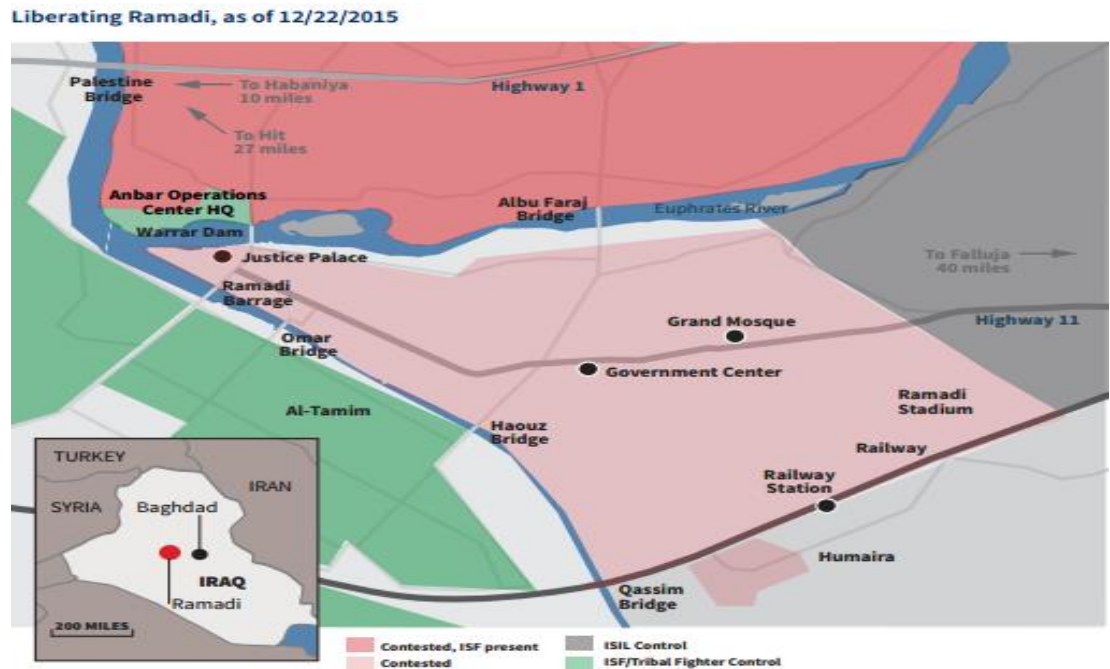 Liberating Ramadi, as of 12/22/2015
Palestine
Bridge
To Habaniya
10 miles
Highway 1
To Hit
27 miles
Anbar Operations
Center HQ
Albu Faraj
Bridge
Euphrates River
Warrar Dam
Justice Palace
To Falluja
40 miles
Ramadi
Barrage
Grand Mosque
Highway 11
Omar
Bridge
Government Center
Al-Tamim
Ramadi
Stadium
Haouz
Bridge
Railway
Railway
Station
Humaira
Qassim
Bridge
TURKEY
IRAN
SYRIA
Baghdad
IRAQ
Ramadi
200 MILES
Contested, ISF present
Contested
ISIL Control
ISF/Tribal Fighter Control